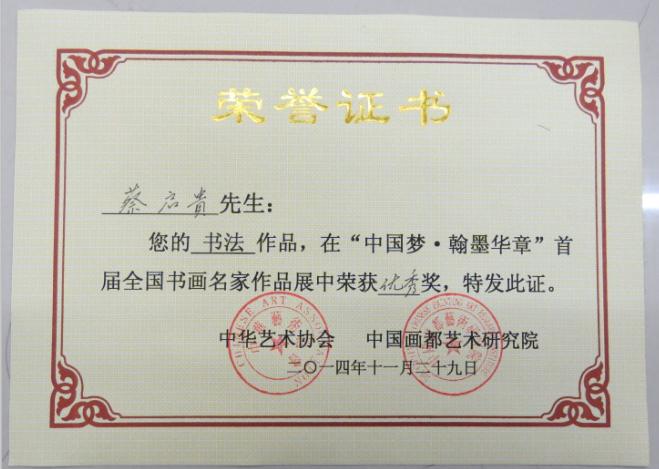 荣誉证书
蔡启贵 先生：
您的 书法 作品，在“中国梦·翰墨华章”首
届全国书画名家作品展中荣获 优秀 奖，特发此证。
中华艺术协会 中国画都艺术研究院
二〇一四年十一月二十九日
CHINESE ART ASSOCIATION